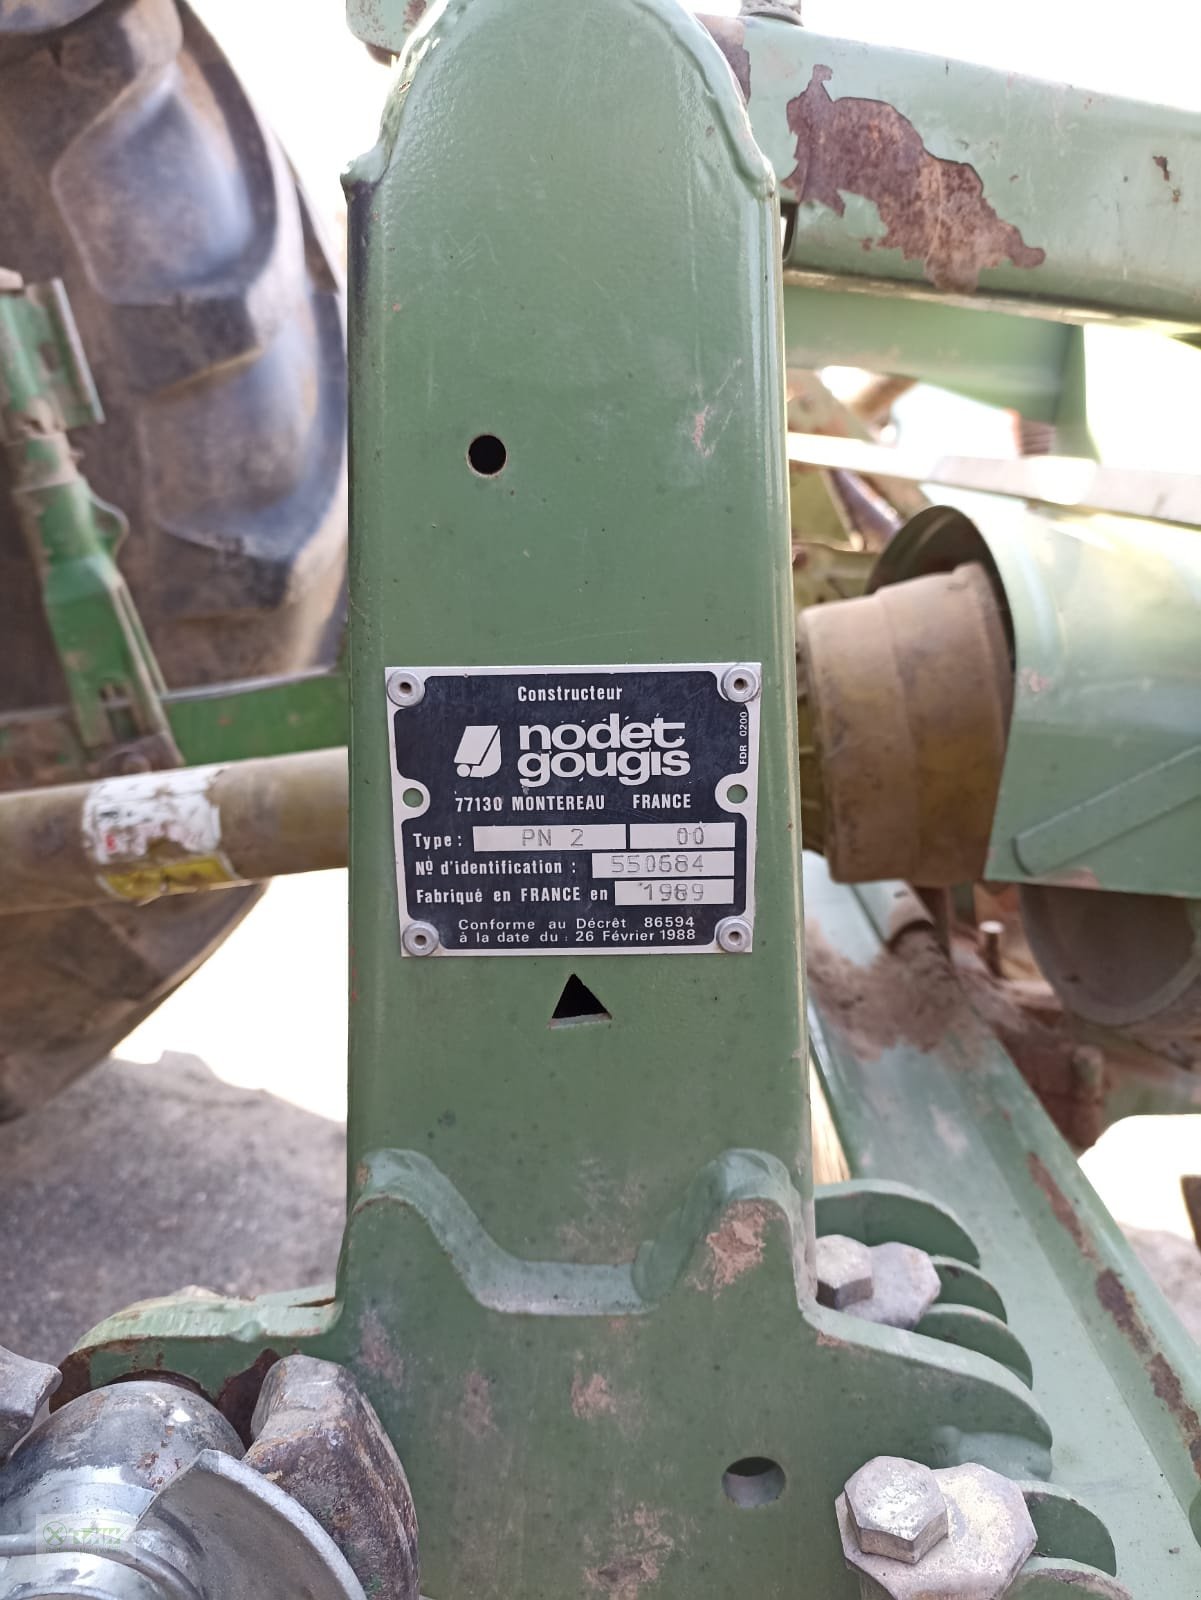 Constructeur
nodet
gougis
FDR 0200
77130 MONTEREAU FRANCE
Type : PN 2 00
Nº d'identification : 550684
Fabriqué en FRANCE en 1989
Conforme au Décrêt 86594
à la date du : 26 Février 1988